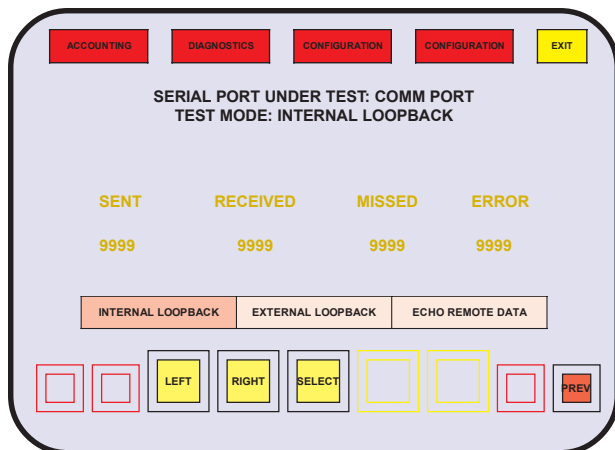 ACCOUNTING DIAGNOSTICS CONFIGURATION CONFIGURATION EXIT
SERIAL PORT UNDER TEST: COMM PORT
TEST MODE: INTERNAL LOOPBACK
SENT RECEIVED MISSED ERROR
9999 9999 9999 9999
INTERNAL LOOPBACK EXTERNAL LOOPBACK ECHO REMOTE DATA
LEFT RIGHT SELECT PREV